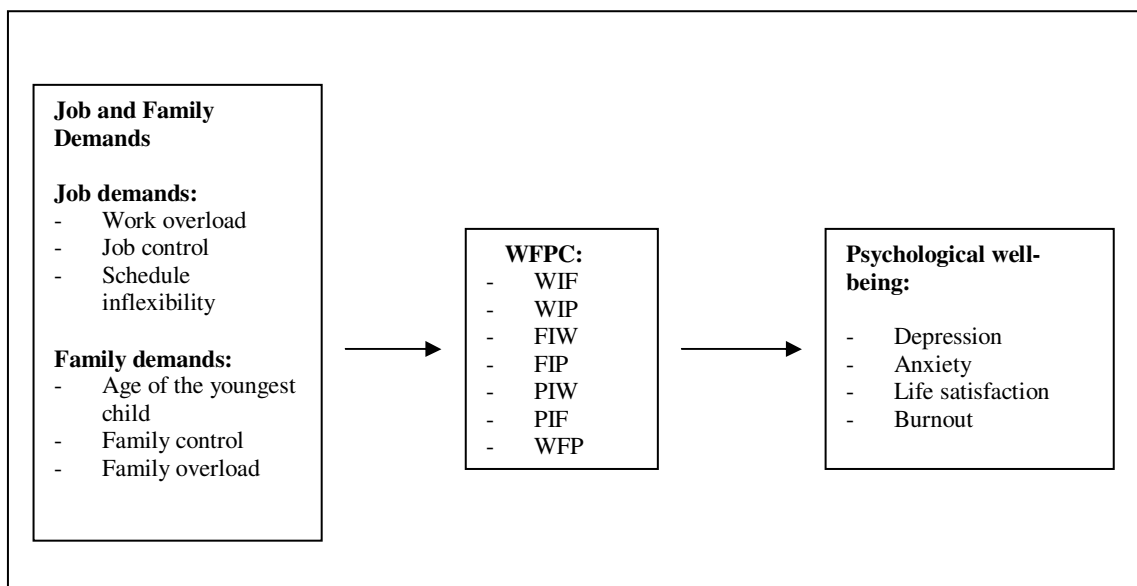 Job and Family
Demands
Job demands:
- Work overload
- Job control
- Schedule
inflexibility
Family demands:
- Age of the youngest
child
- Family control
- Family overload
WFPC:
- WIF
- WIP
- FIW
- FIP
- PIW
- PIF
- WFP
Psychological well-
being:
- Depression
- Anxiety
- Life satisfaction
- Burnout